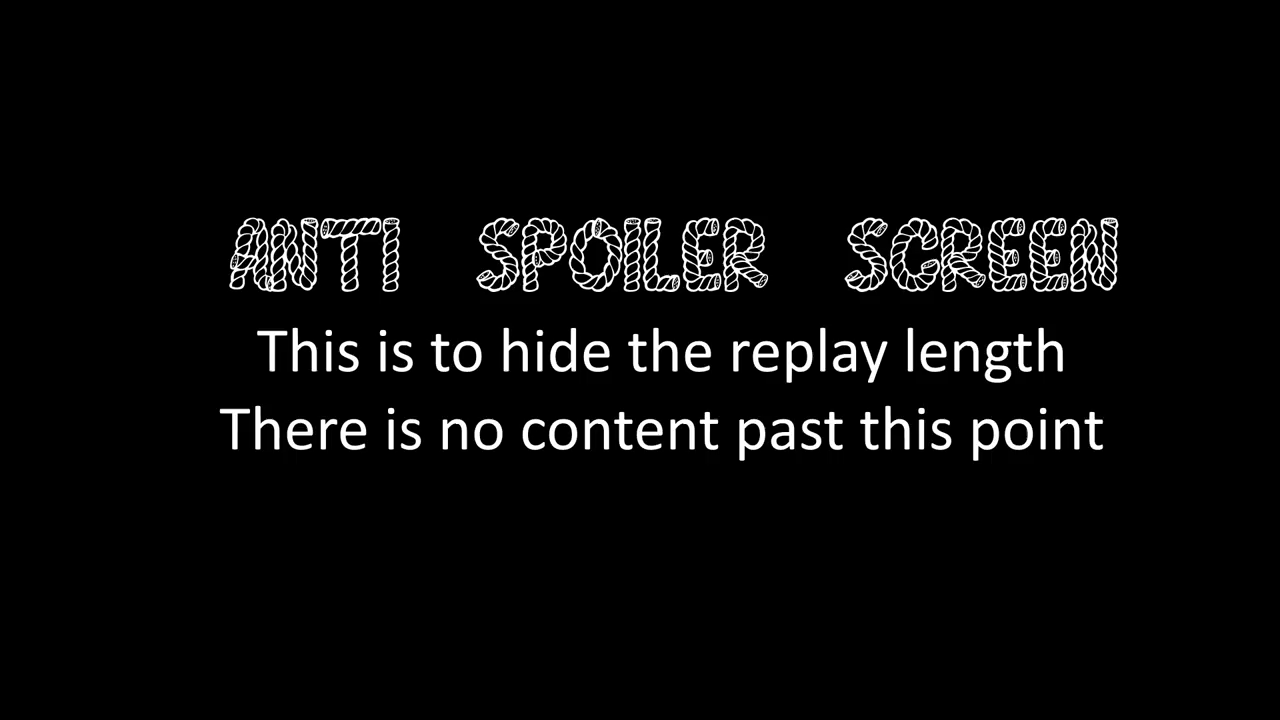 ANTI SPOILER SCREEN
This is to hide the replay length
There is no content past this point